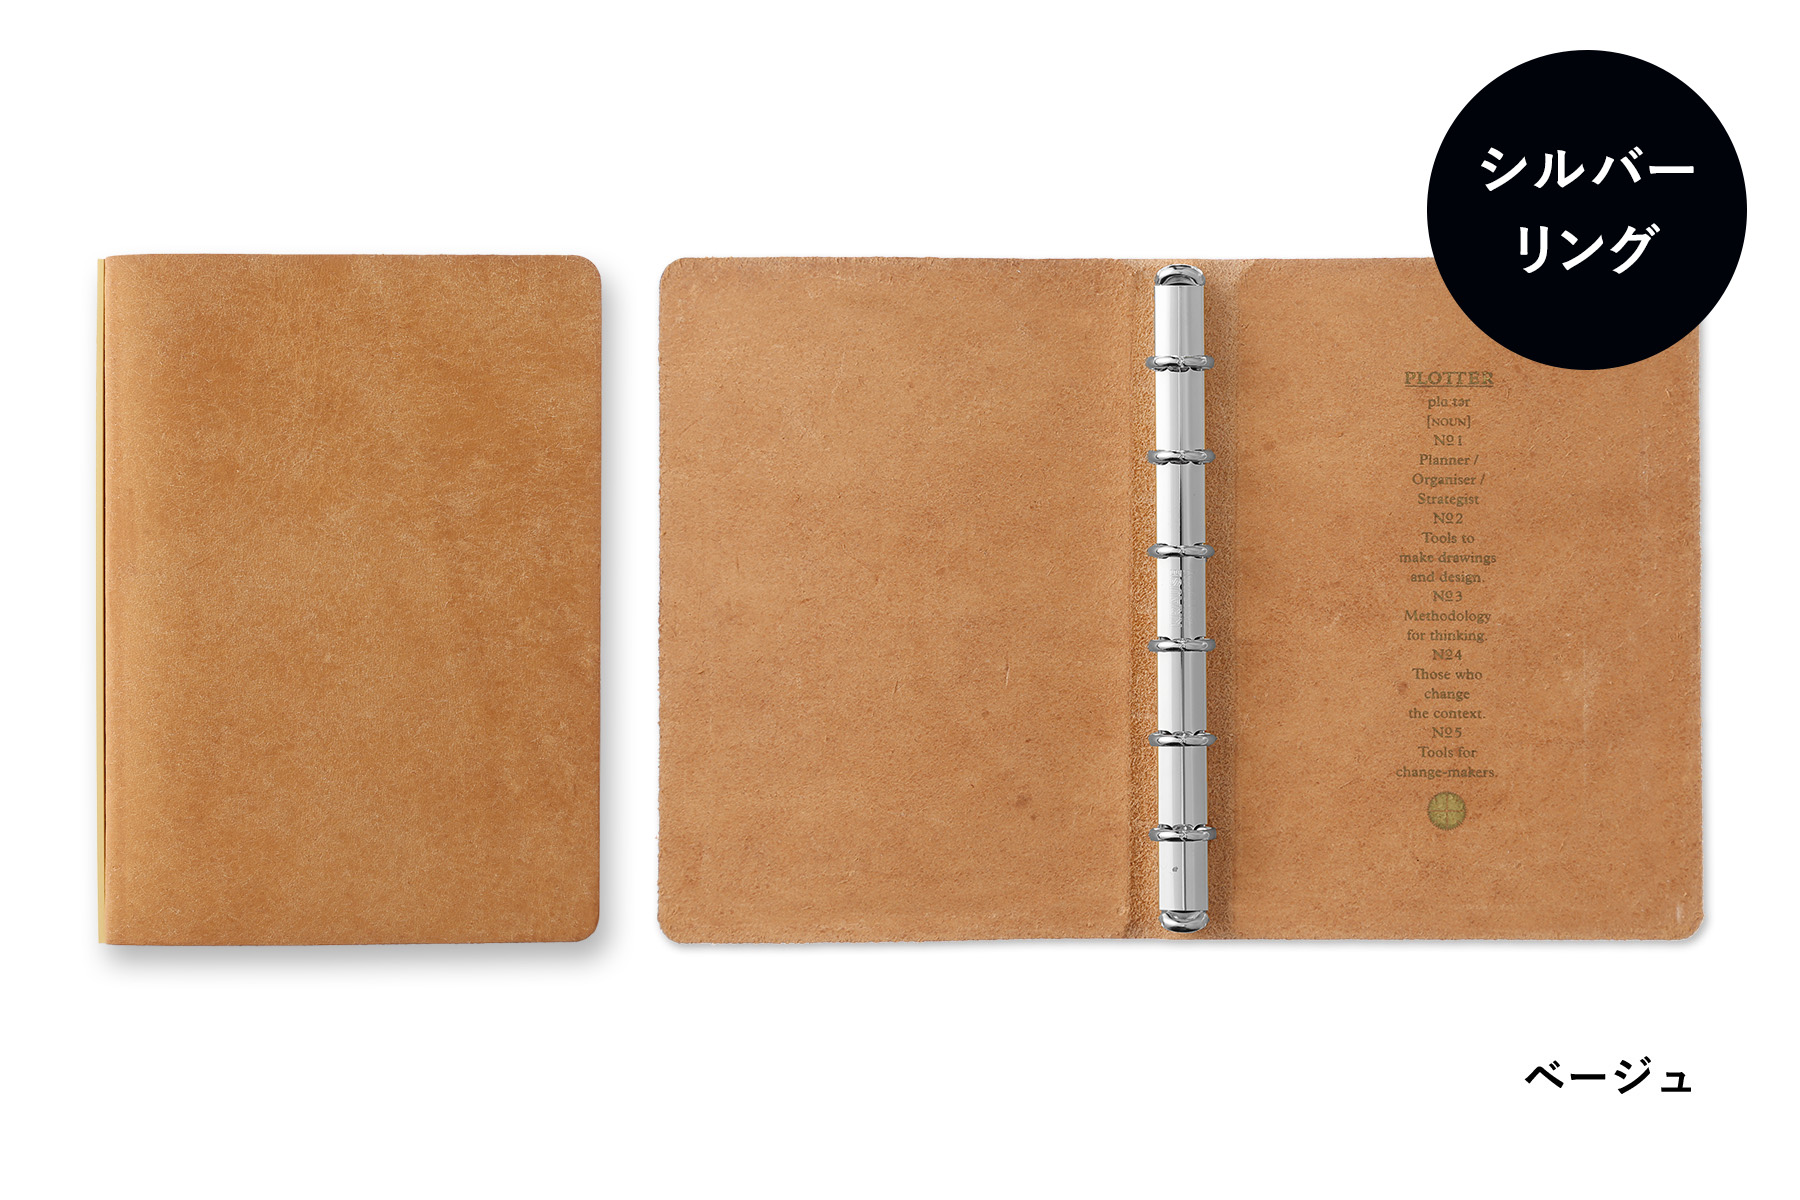 シルバー
リング
PLOTTER
plɑːtər
[NOUN]
№1
Planner /
Organiser /
Strategist
№2
Tools to
make drawings
and design.
№3
Methodology
for thinking.
№4
Those who
change
the context.
№5
Tools for
change-makers.
ベージュ